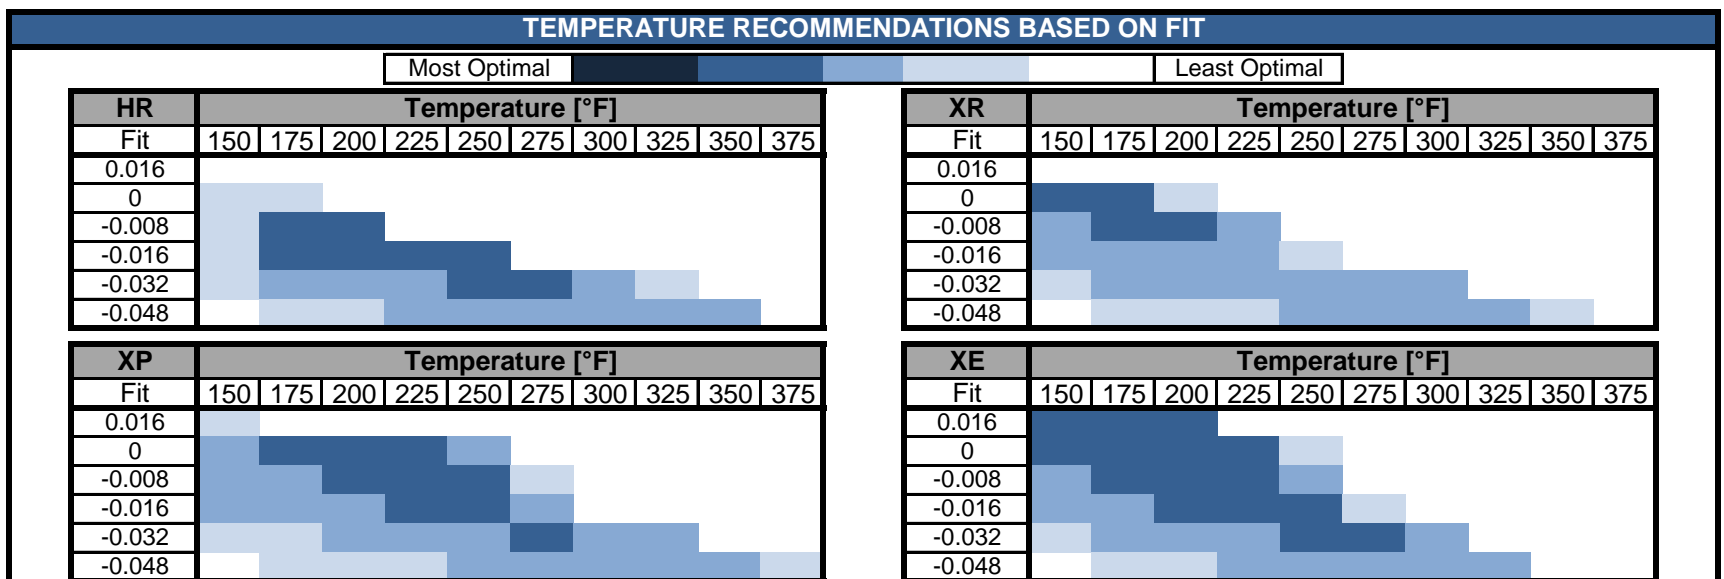 TEMPERATURE RECOMMENDATIONS BASED ON FIT
Most Optimal Least Optimal
HR Temperature [°F]
Fit 150 175 200 225 250 275 300 325 350 375
0.016
0
-0.008
-0.016
-0.032
-0.048
XR Temperature [°F]
Fit 150 175 200 225 250 275 300 325 350 375
0.016
0
-0.008
-0.016
-0.032
-0.048
XP Temperature [°F]
Fit 150 175 200 225 250 275 300 325 350 375
0.016
0
-0.008
-0.016
-0.032
-0.048
XE Temperature [°F]
Fit 150 175 200 225 250 275 300 325 350 375
0.016
0
-0.008
-0.016
-0.032
-0.048